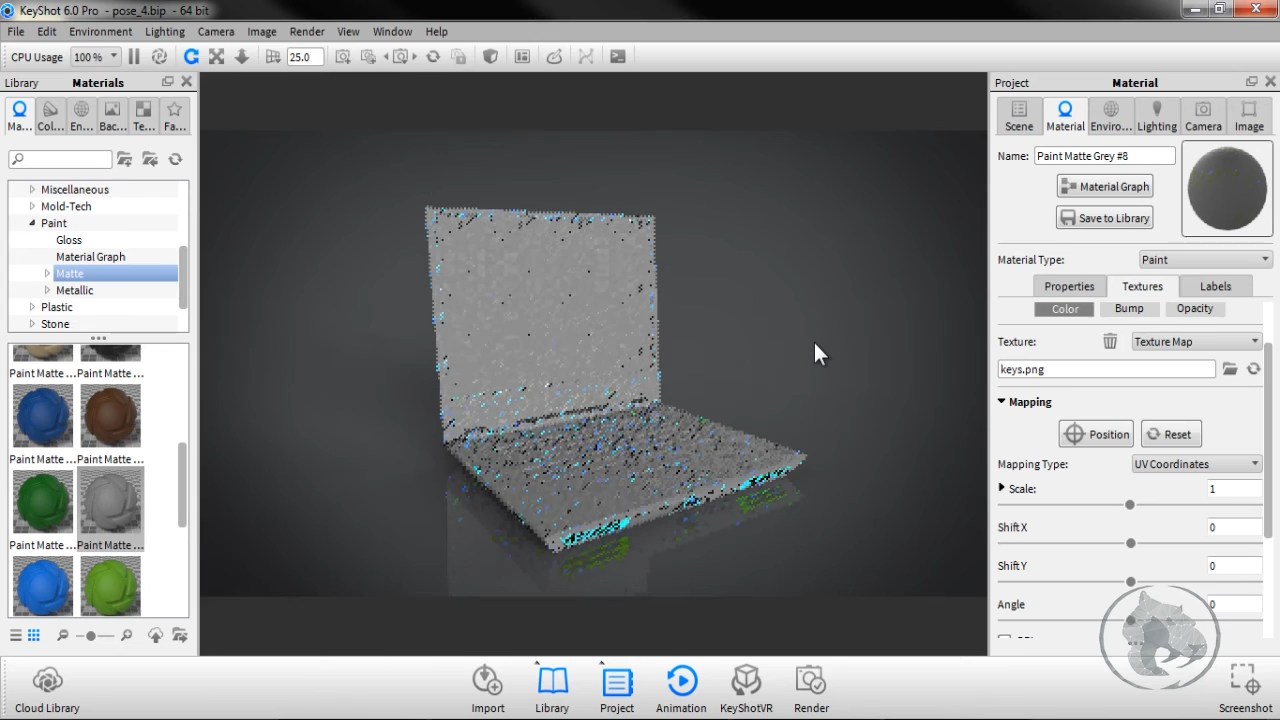 KeyShot 6.0 Pro - pose_4.bip - 64 bit
File Edit Environment Lighting Camera Image Render View Window Help
CPU Usage 100 % 25.0
Library Materials
Ma... Col... En... Bac... Te... Fa...
Miscellaneous
Mold-Tech
Paint
Gloss
Material Graph
Matte
Metallic
Plastic
Stone
Paint Matte ... Paint Matte ...
Paint Matte ... Paint Matte ...
Paint Matte ... Paint Matte ...
Project Material
Scene Material Enviro... Lighting Camera Image
Name: Paint Matte Grey #8
Material Graph
Save to Library
Material Type: Paint
Properties Textures Labels
Color Bump Opacity
Texture: Texture Map
keys.png
Mapping
Position Reset
Mapping Type: UV Coordinates
Scale: 1
Shift X 0
Shift Y 0
Angle 0
Cloud Library Import Library Project Animation KeyShotVR Render Screenshot